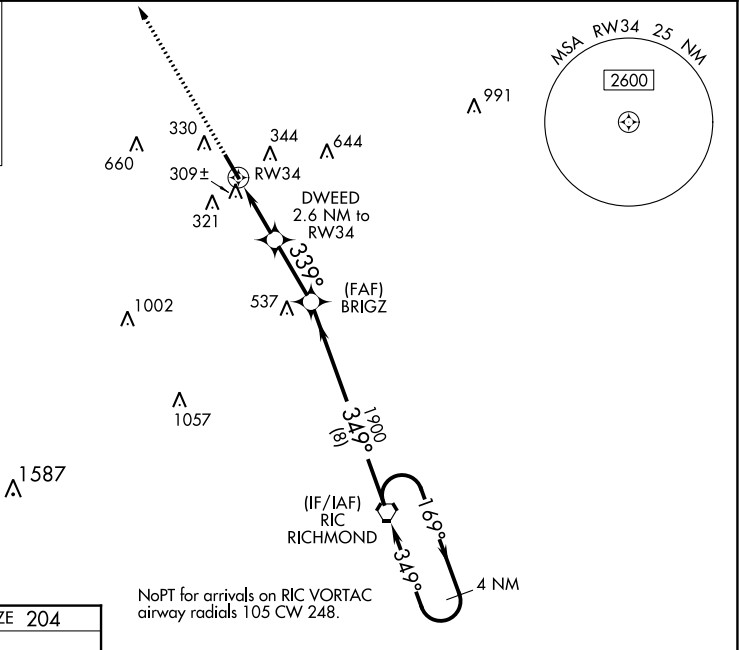 MSA RW34 25 NM
2600
991
330
344
644
660
309±
RW34
321
DWEED
2.6 NM to
RW34
339°
(FAF)
BRIGZ
537
1002
1057
1900
349°
(8)
1587
(IF/IAF)
RIC
RICHMOND
169°
349°
4 NM
NoPT for arrivals on RIC VORTAC
airway radials 105 CW 248.
ZE 204